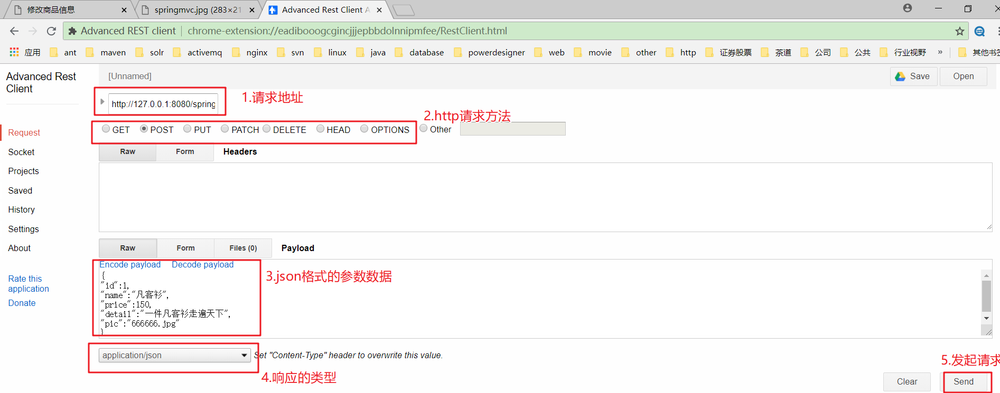 修改商品信息
springmvc.jpg (283×21
Advanced Rest Client A
Advanced REST client
chrome-extension://eadibooogcgincjjjepbbdolnnipmfee/RestClient.html
应用 ant maven solr activemq nginx svn linux java database powerdesigner web movie other http 证券股票 茶道 公司 公共 行业视野 » 其他书签
Advanced Rest Client
[Unnamed]
Save
Open
http://127.0.0.1:8080/spring
1.请求地址
2.http请求方法
GET POST PUT PATCH DELETE HEAD OPTIONS Other
Request
Socket
Projects
Saved
History
Settings
About
Rate this
application
Donate
Raw Form Headers
Raw Form Files (0) Payload
Encode payload Decode payload
3.json格式的参数数据
{
"id":1,
"name":"凡客衫",
"price":150,
"detail":"一件凡客衫走遍天下",
"pic":"666666.jpg"
}
application/json
Set "Content-Type" header to overwrite this value.
4.响应的类型
5.发起请求
Clear
Send